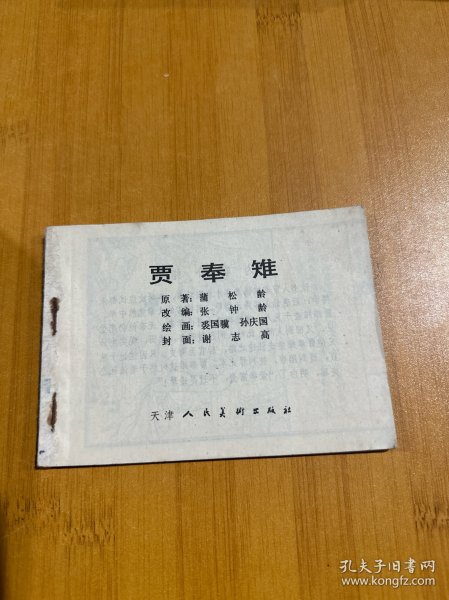 贾奉雉
原著：蒲松龄
改编：张钟龄
绘画：裘国骥 孙庆国
封面：谢志高
天津人民美术出版社
孔夫子旧书网
www.kongfz.com